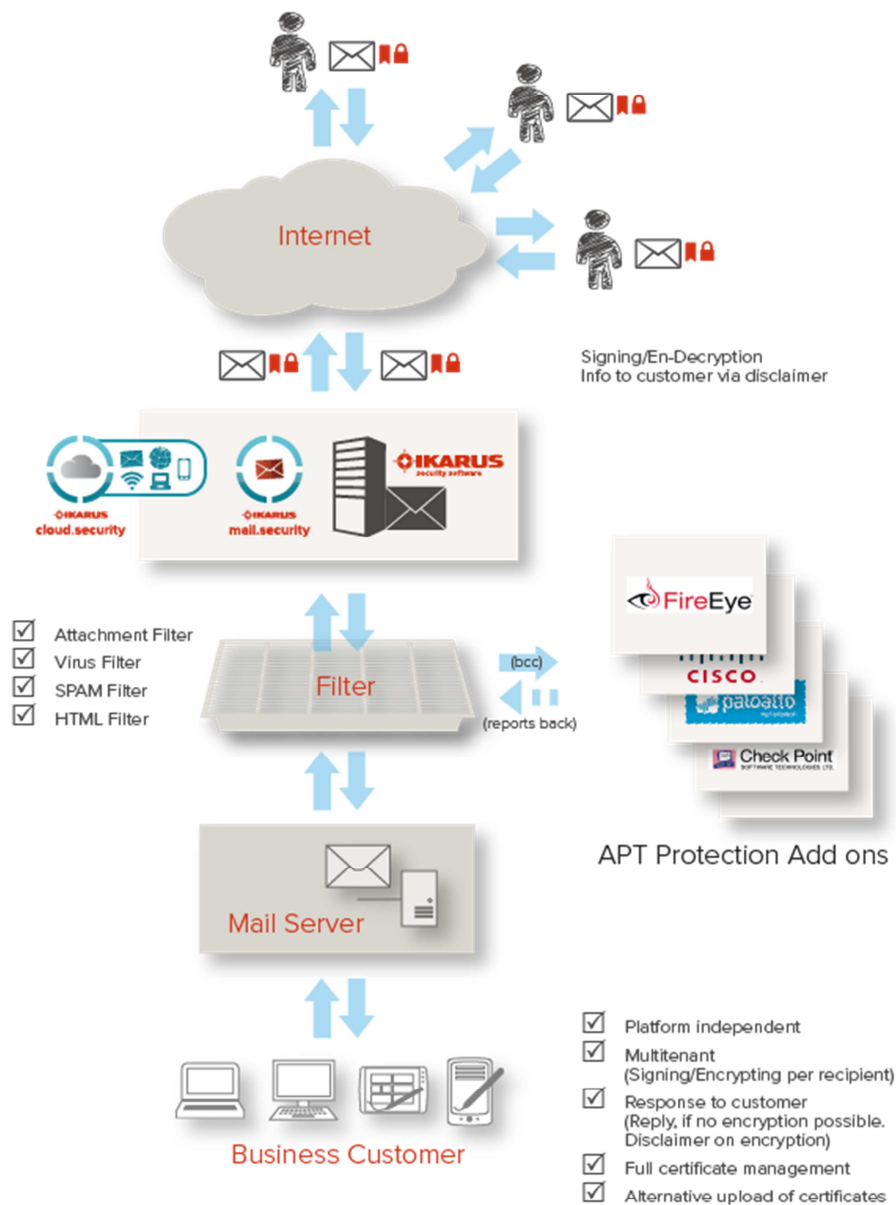 Internet
Signing/En-Decryption
Info to customer via disclaimer
IKARUS
security software
IKARUS
cloud.security
IKARUS
mail.security
FireEye
CISCO
paloalto
Check Point
SOFTWARE TECHNOLOGIES LTD.
APT Protection Add ons
Attachment Filter
Virus Filter
SPAM Filter
HTML Filter
Filter
(bcc)
(reports back)
Mail Server
Business Customer
Platform independent
Multitenant
(Signing/Encrypting per recipient)
Response to customer
(Reply, if no encryption possible.
Disclaimer on encryption)
Full certificate management
Alternative upload of certificates